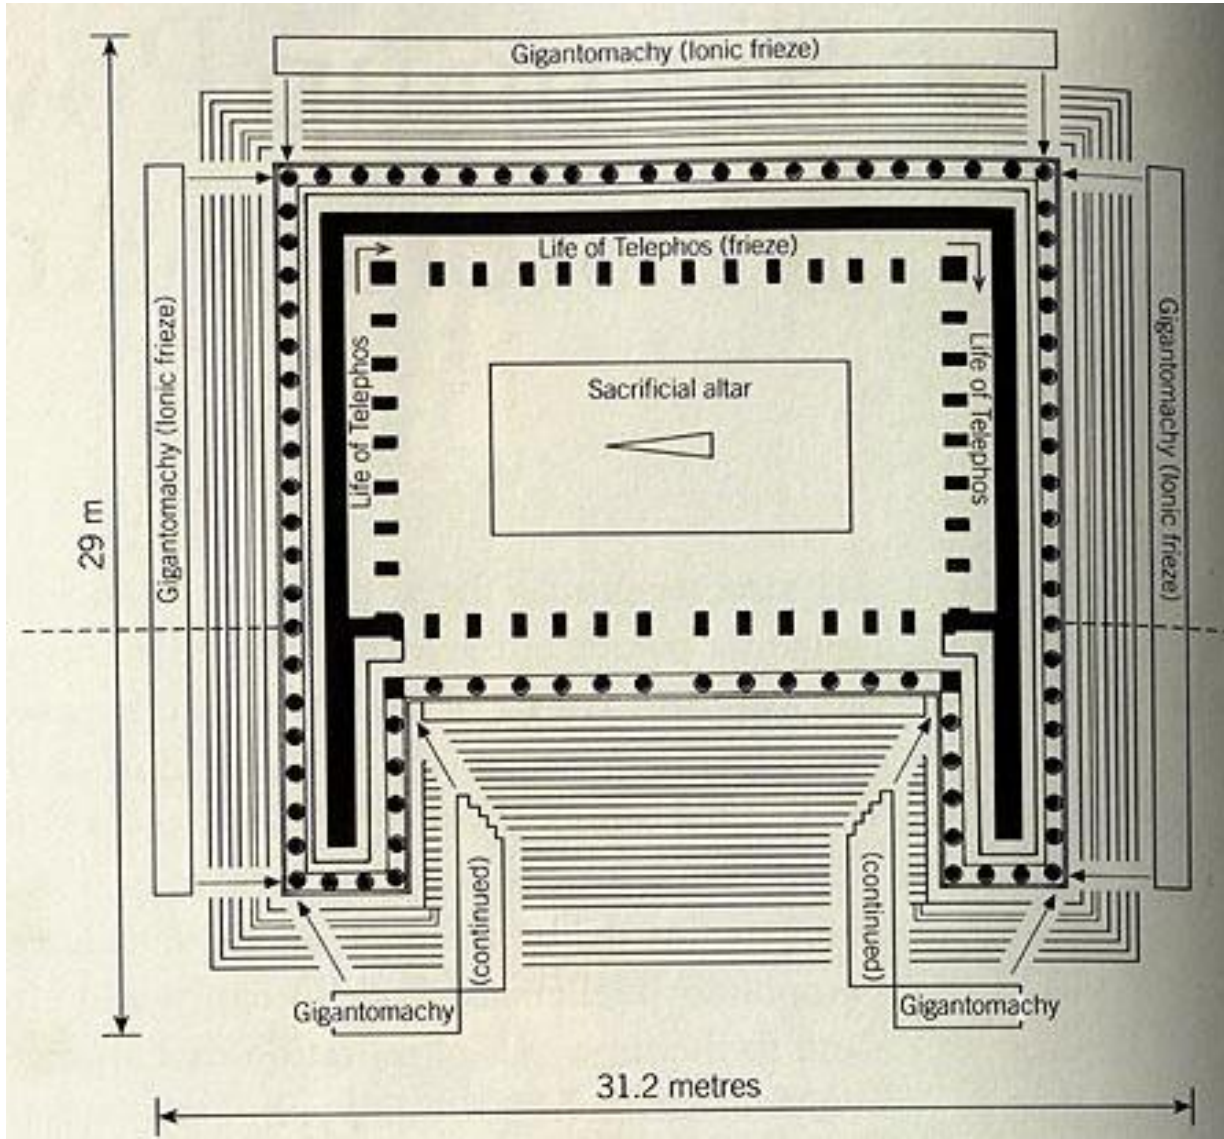 Gigantomachy (Ionic frieze)
Life of Telephos (frieze)
Gigantomachy (Ionic frieze)
Life of Telephos
Sacrificial altar
Life of Telephos
Gigantomachy (Ionic frieze)
29 m
(continued)
(continued)
Gigantomachy
Gigantomachy
31.2 metres